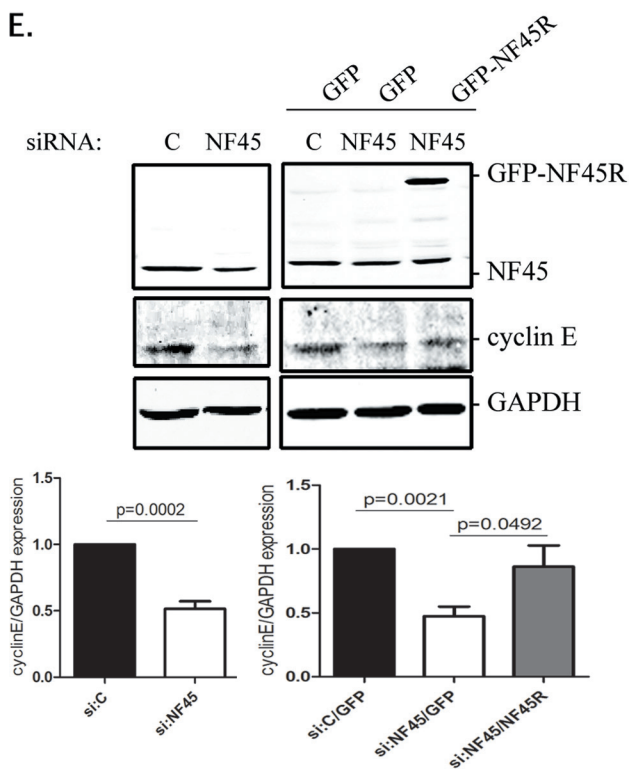 E.
GFP GFP GFP-NF45R
siRNA: C NF45 C NF45 NF45
GFP-NF45R
NF45
cyclin E
GAPDH
cyclinE/GAPDH expression
1.5
1.0
0.5
0.0
p=0.0002
si:C
si:NF45
cyclinE/GAPDH expression
1.5
1.0
0.5
0.0
p=0.0021
p=0.0492
si:C/GFP
si:NF45/GFP
si:NF45/NF45R